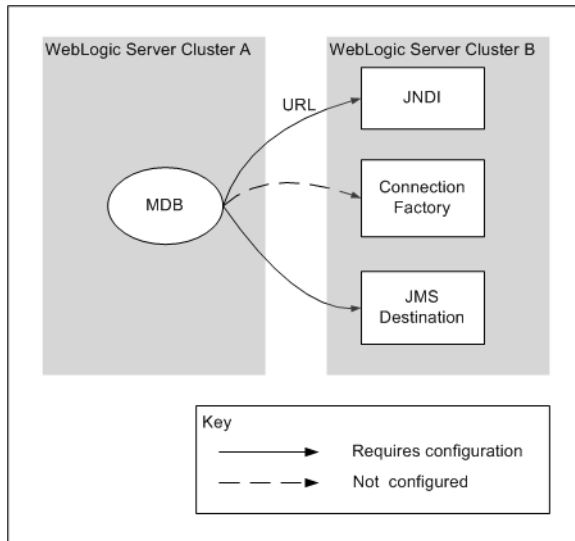 WebLogic Server Cluster A
WebLogic Server Cluster B
URL
JNDI
MDB
Connection
Factory
JMS
Destination
Key
Requires configuration
Not configured